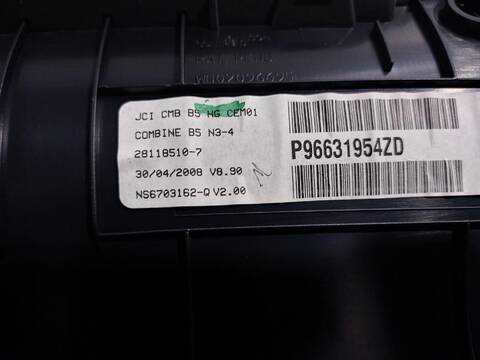 JCI CMB BS HG CEM01
COMBINE BS N3-4
28118510-7
30/04/2008 V8.90
NS6703162-Q V2.00
P96631954ZD